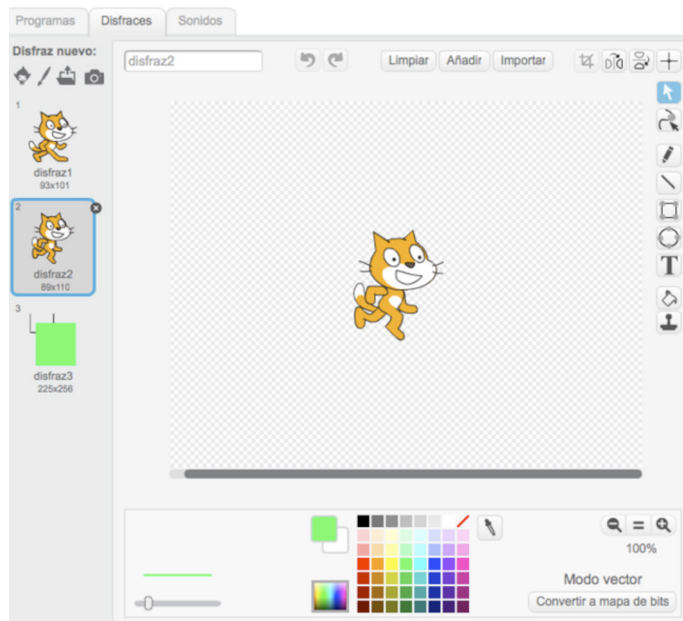 Programas Disfraces Sonidos
Disfraz nuevo:
disfraz2 Limpiar Añadir Importar
1
disfraz1
93x101
2
disfraz2
89x110
3
disfraz3
225x256
T
100%
Modo vector
Convertir a mapa de bits